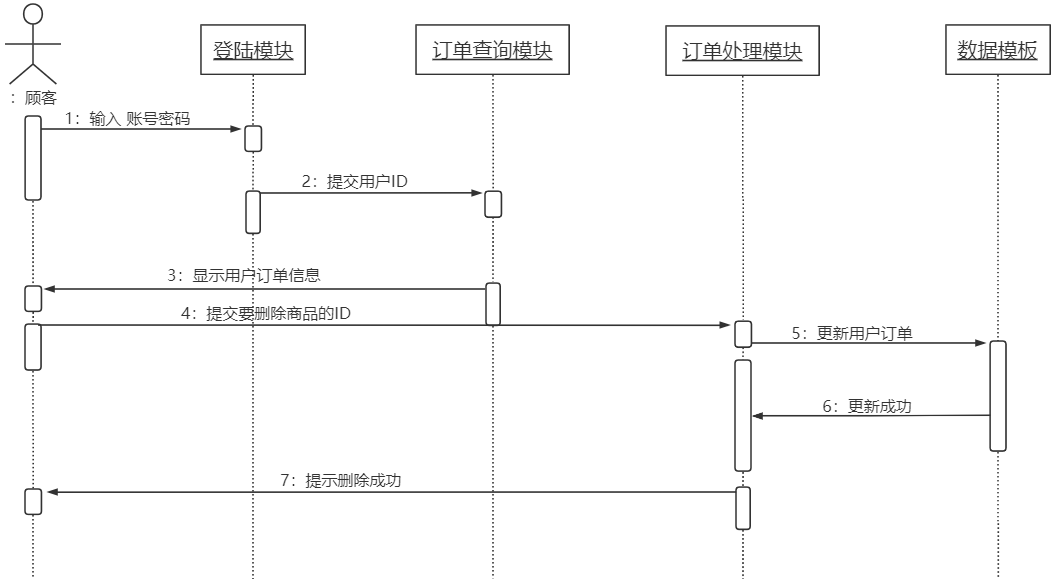 登陆模块
订单查询模块
订单处理模块
数据模板
：顾客
1：输入 账号密码
2：提交用户ID
3：显示用户订单信息
4：提交要删除商品的ID
5：更新用户订单
6：更新成功
7：提示删除成功